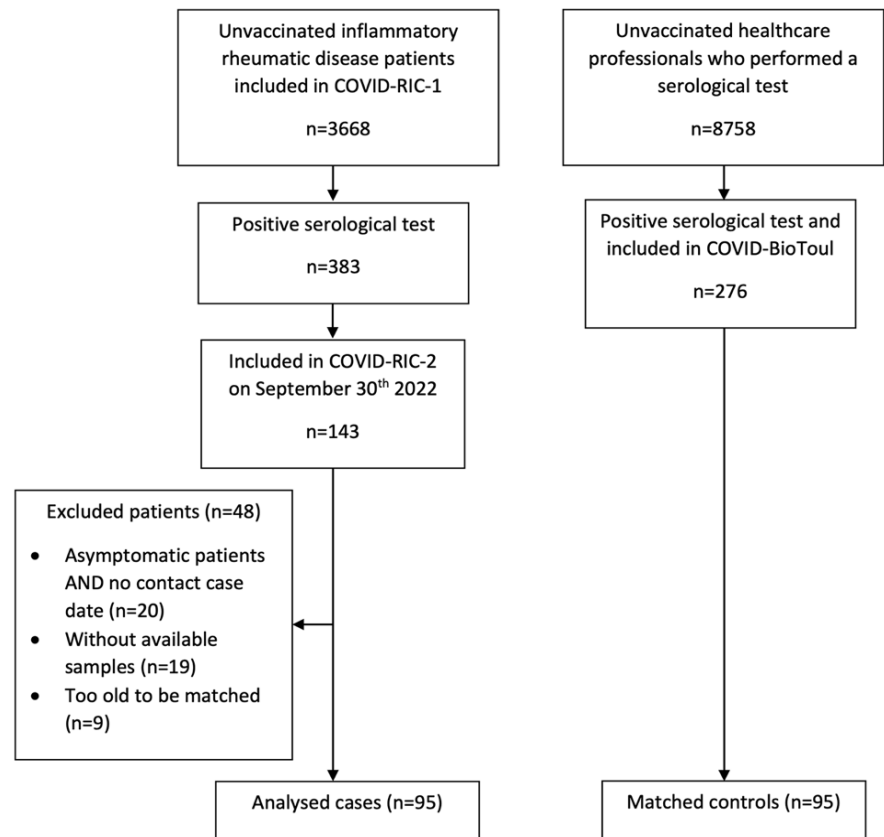 Unvaccinated inflammatory
rheumatic disease patients
included in COVID-RIC-1
n=3668
Unvaccinated healthcare
professionals who performed a
serological test
n=8758
Positive serological test
n=383
Positive serological test and
included in COVID-BioToul
n=276
Included in COVID-RIC-2
on September 30th 2022
n=143
Excluded patients (n=48)
• Asymptomatic patients
AND no contact case
date (n=20)
• Without available
samples (n=19)
• Too old to be matched
(n=9)
Analysed cases (n=95)
Matched controls (n=95)